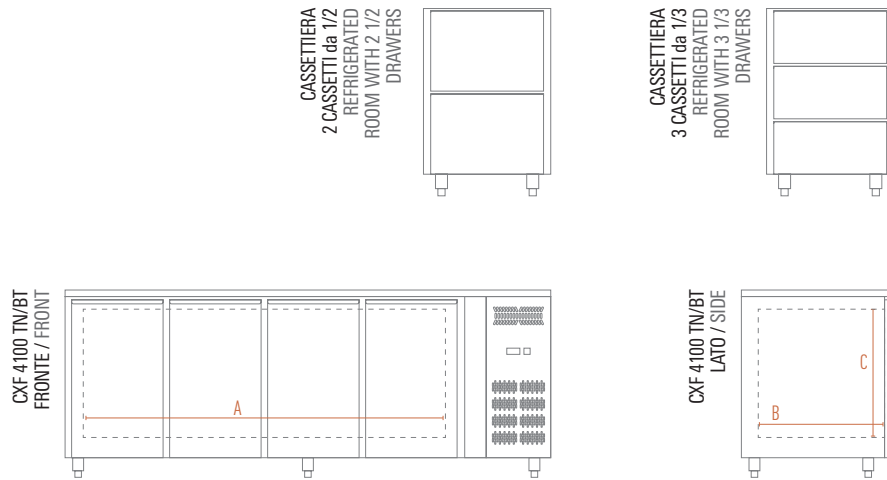 CASSETTIERA
2 CASSETTI da 1/2
REFRIGERATED
ROOM WITH 2 1/2
DRAWERS
CASSETTIERA
3 CASSETTI da 1/3
REFRIGERATED
ROOM WITH 3 1/3
DRAWERS
CXF 4100 TN/BT
FRONTE / FRONT
A
CXF 4100 TN/BT
LATO / SIDE
B
C